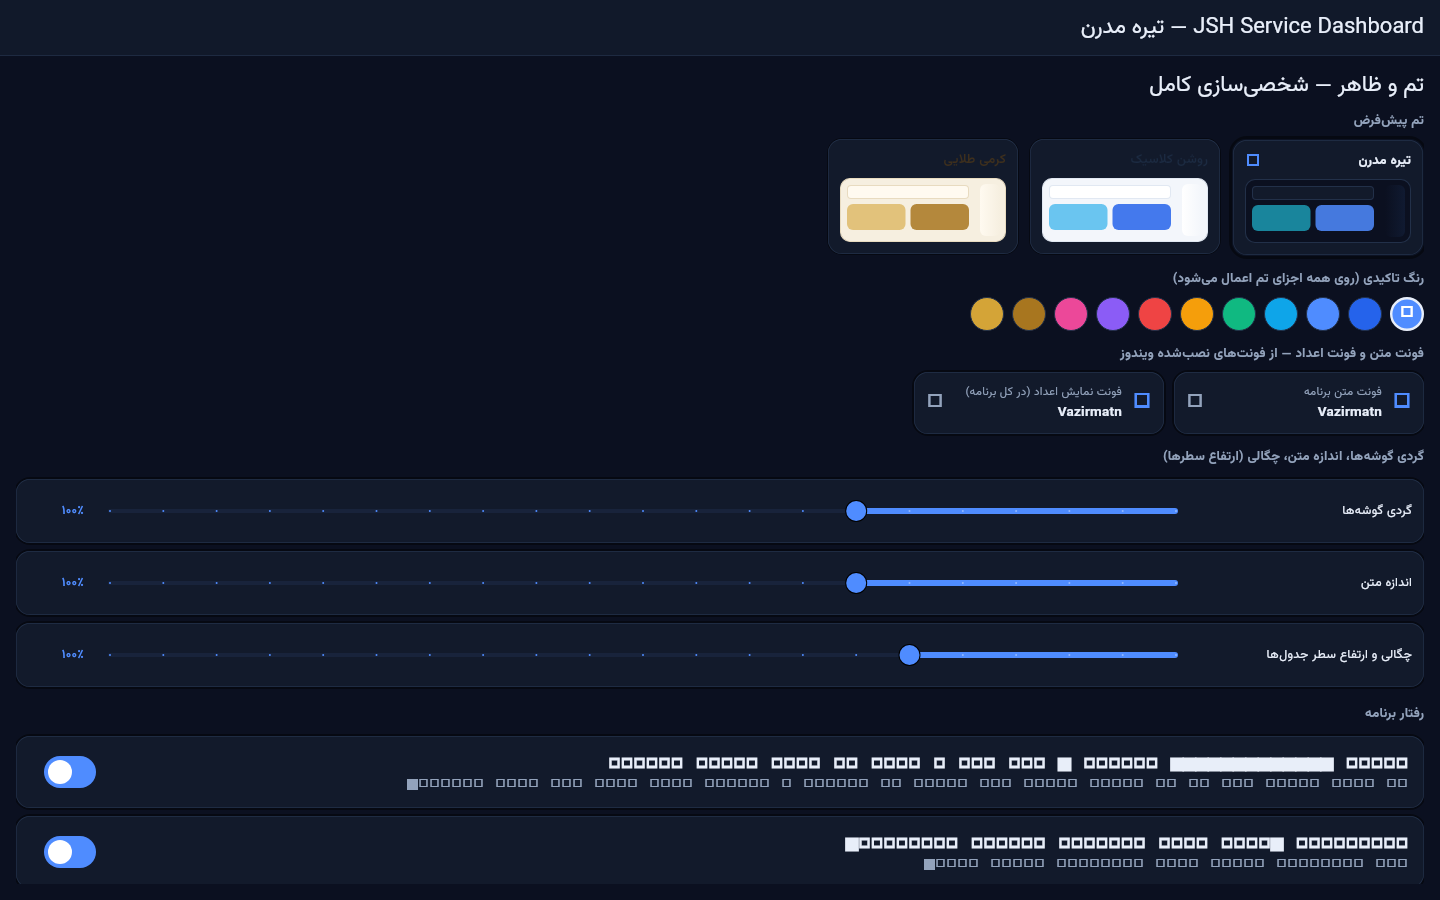 JSH Service Dashboard — تیره مدرن
تم و ظاهر — شخصی‌سازی کامل
تم پیش‌فرض
تیره مدرن
روشن کلاسیک
کرمی طلایی
رنگ تاکیدی (روی همه اجزای تم اعمال می‌شود)
فونت متن و فونت اعداد — از فونت‌های نصب‌شده ویندوز
فونت متن برنامه
Vazirmatn
فونت نمایش اعداد (در کل برنامه)
Vazirmatn
گردی گوشه‌ها، اندازه متن، چگالی (ارتفاع سطرها)
گردی گوشه‌ها
۱۰۰٪
اندازه متن
۱۰۰٪
چگالی و ارتفاع سطر جدول‌ها
۱۰۰٪
رفتار برنامه